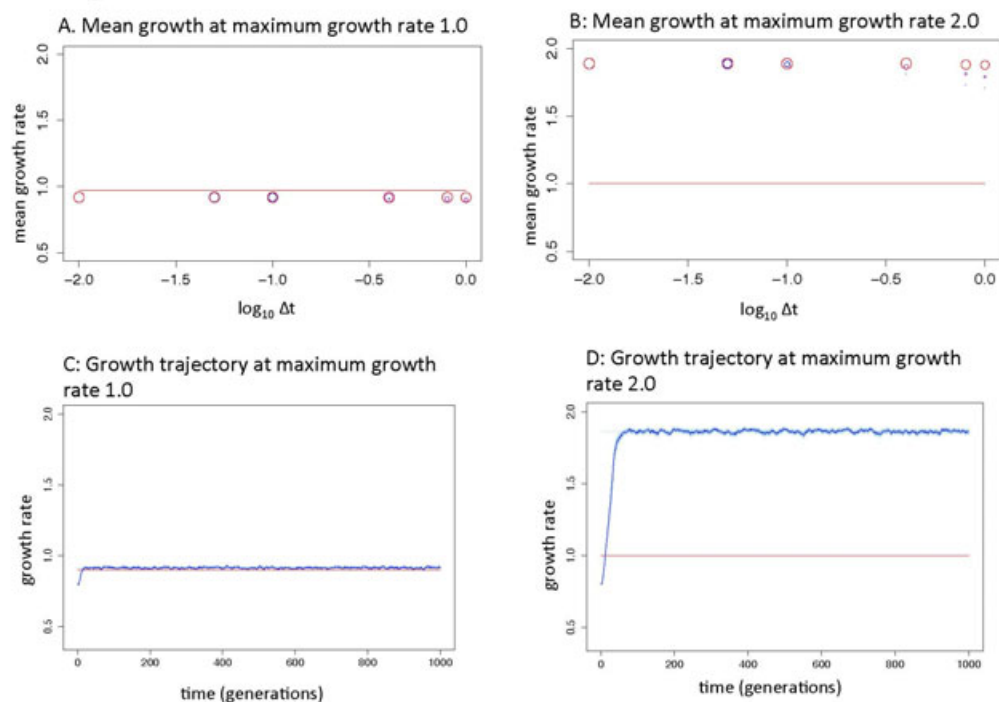 A. Mean growth at maximum growth rate 1.0
2.0
1.5
1.0
0.5
mean growth rate
−2.0 −1.5 −1.0 −0.5 0.0
log₁₀ Δt
B: Mean growth at maximum growth rate 2.0
2.0
1.5
1.0
0.5
mean growth rate
−2.0 −1.5 −1.0 −0.5 0.0
log₁₀ Δt
C: Growth trajectory at maximum growth
rate 1.0
2.0
1.5
1.0
0.5
growth rate
0 200 400 600 800 1000
time (generations)
D: Growth trajectory at maximum growth
rate 2.0
2.0
1.5
1.0
0.5
growth rate
0 200 400 600 800 1000
time (generations)